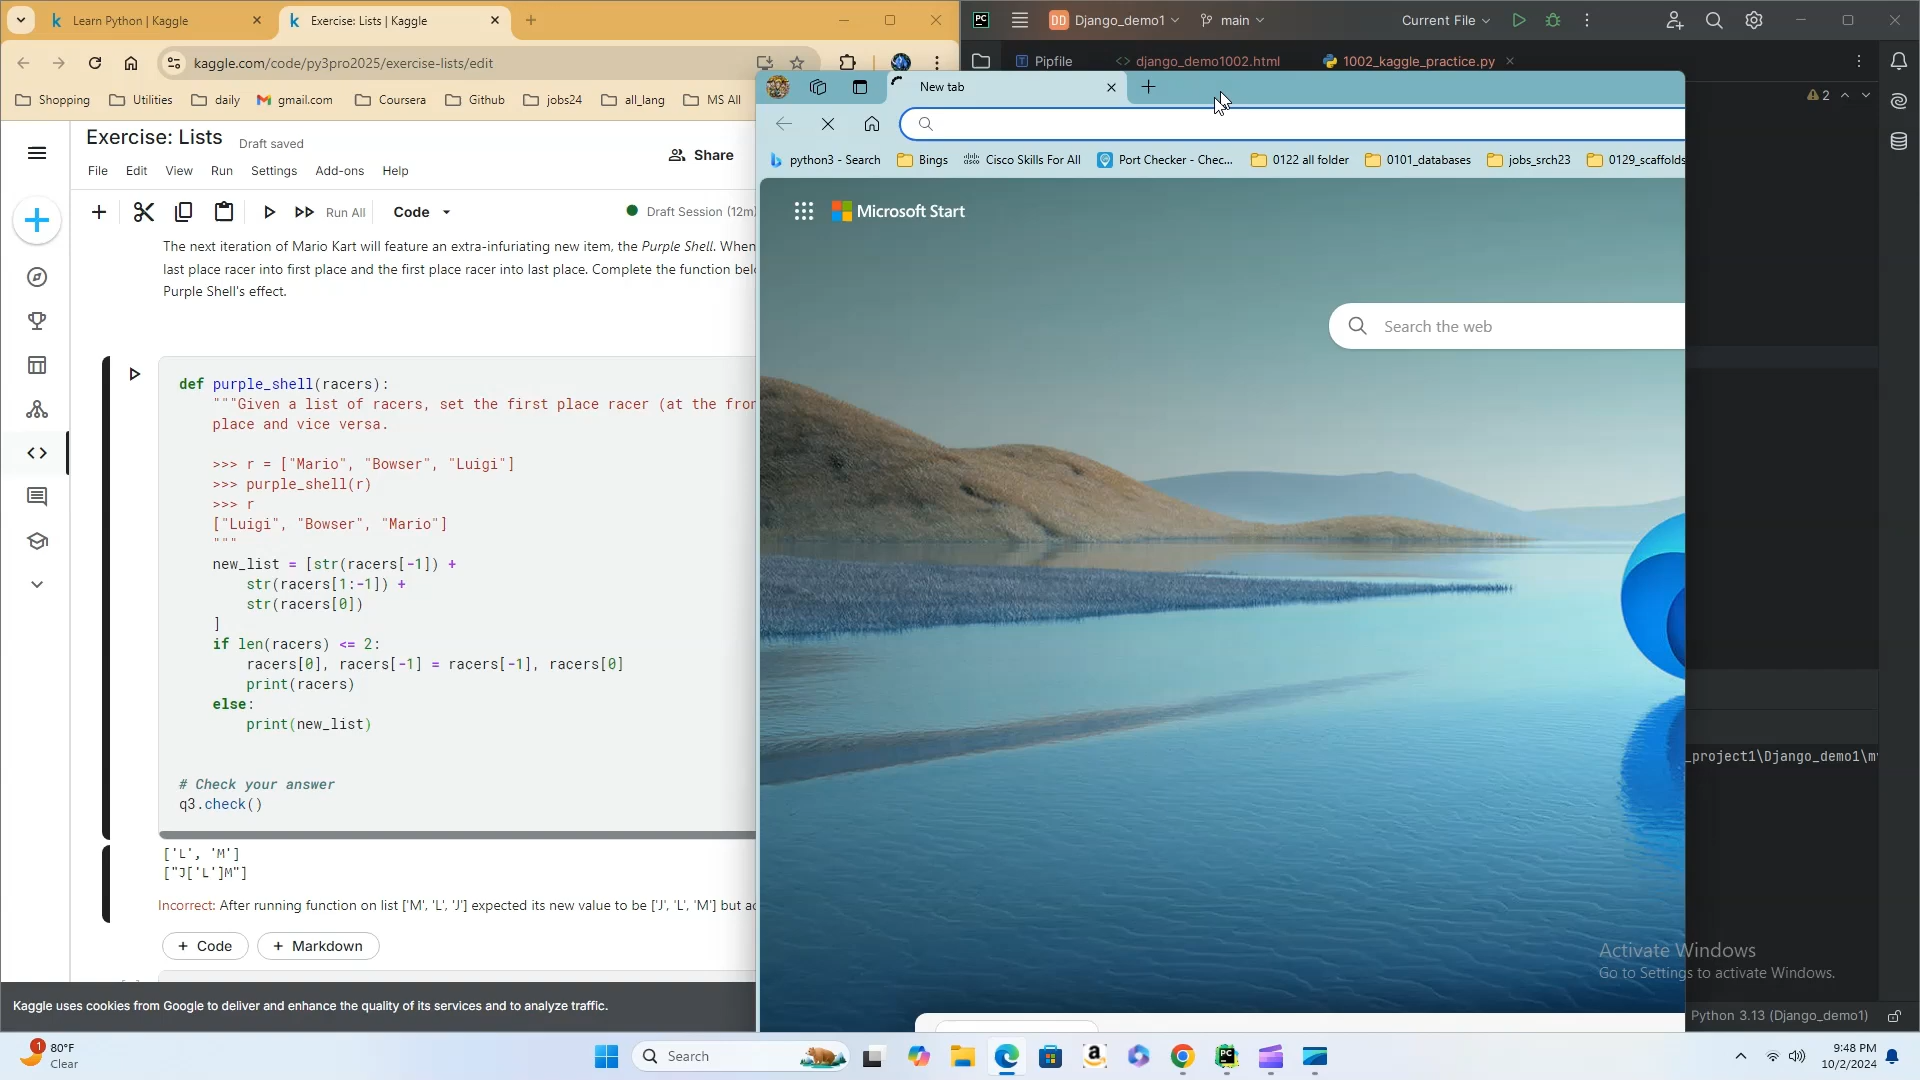 Learn Python | Kaggle
Exercise: Lists | Kaggle
kaggle.com/code/py3pro2025/exercise-lists/edit
Shopping
Utilities
daily
gmail.com
Coursera
Github
jobs24
all_lang
MS All
PC
DD
Django_demo1
main
Current File
Pipfile
django_demo1002.html
1002_kaggle_practice.py
2
New tab
python3 - Search
Bings
Cisco Skills For All
Port Checker - Chec...
0122 all folder
0101_databases
jobs_srch23
0129_scaffolds
Microsoft Start
Search the web
Exercise: Lists
Draft saved
Share
File
Edit
View
Run
Settings
Add-ons
Help
Run All
Code
Draft Session (12m)
The next iteration of Mario Kart will feature an extra-infuriating new item, the Purple Shell. When
last place racer into first place and the first place racer into last place. Complete the function
Purple Shell's effect.
def purple_shell(racers):
"""Given a list of racers, set the first place racer (at the
place and vice versa.
>>> r = ["Mario", "Bowser", "Luigi"]
>>> purple_shell(r)
>>> r
["Luigi", "Bowser", "Mario"]
"""
new_list = [str(racers[-1]) +
str(racers[1:-1]) +
str(racers[0])
]
if len(racers) <= 2:
racers[0], racers[-1] = racers[-1], racers[0]
print(racers)
else:
print(new_list)
# Check your answer
q3.check()
['L', 'M']
["J['L']M"]
Incorrect: After running function on list ['M', 'L', 'J'] expected its new value to be ['J', 'L', 'M'] but
+ Code
+ Markdown
Kaggle uses cookies from Google to deliver and enhance the quality of its services and to analyze traffic.
_project1\Django_demo1\m
Activate Windows
Go to Settings to activate Windows.
Python 3.13 (Django_demo1)
1
80°F
Clear
Search
PC
9:48 PM
10/2/2024